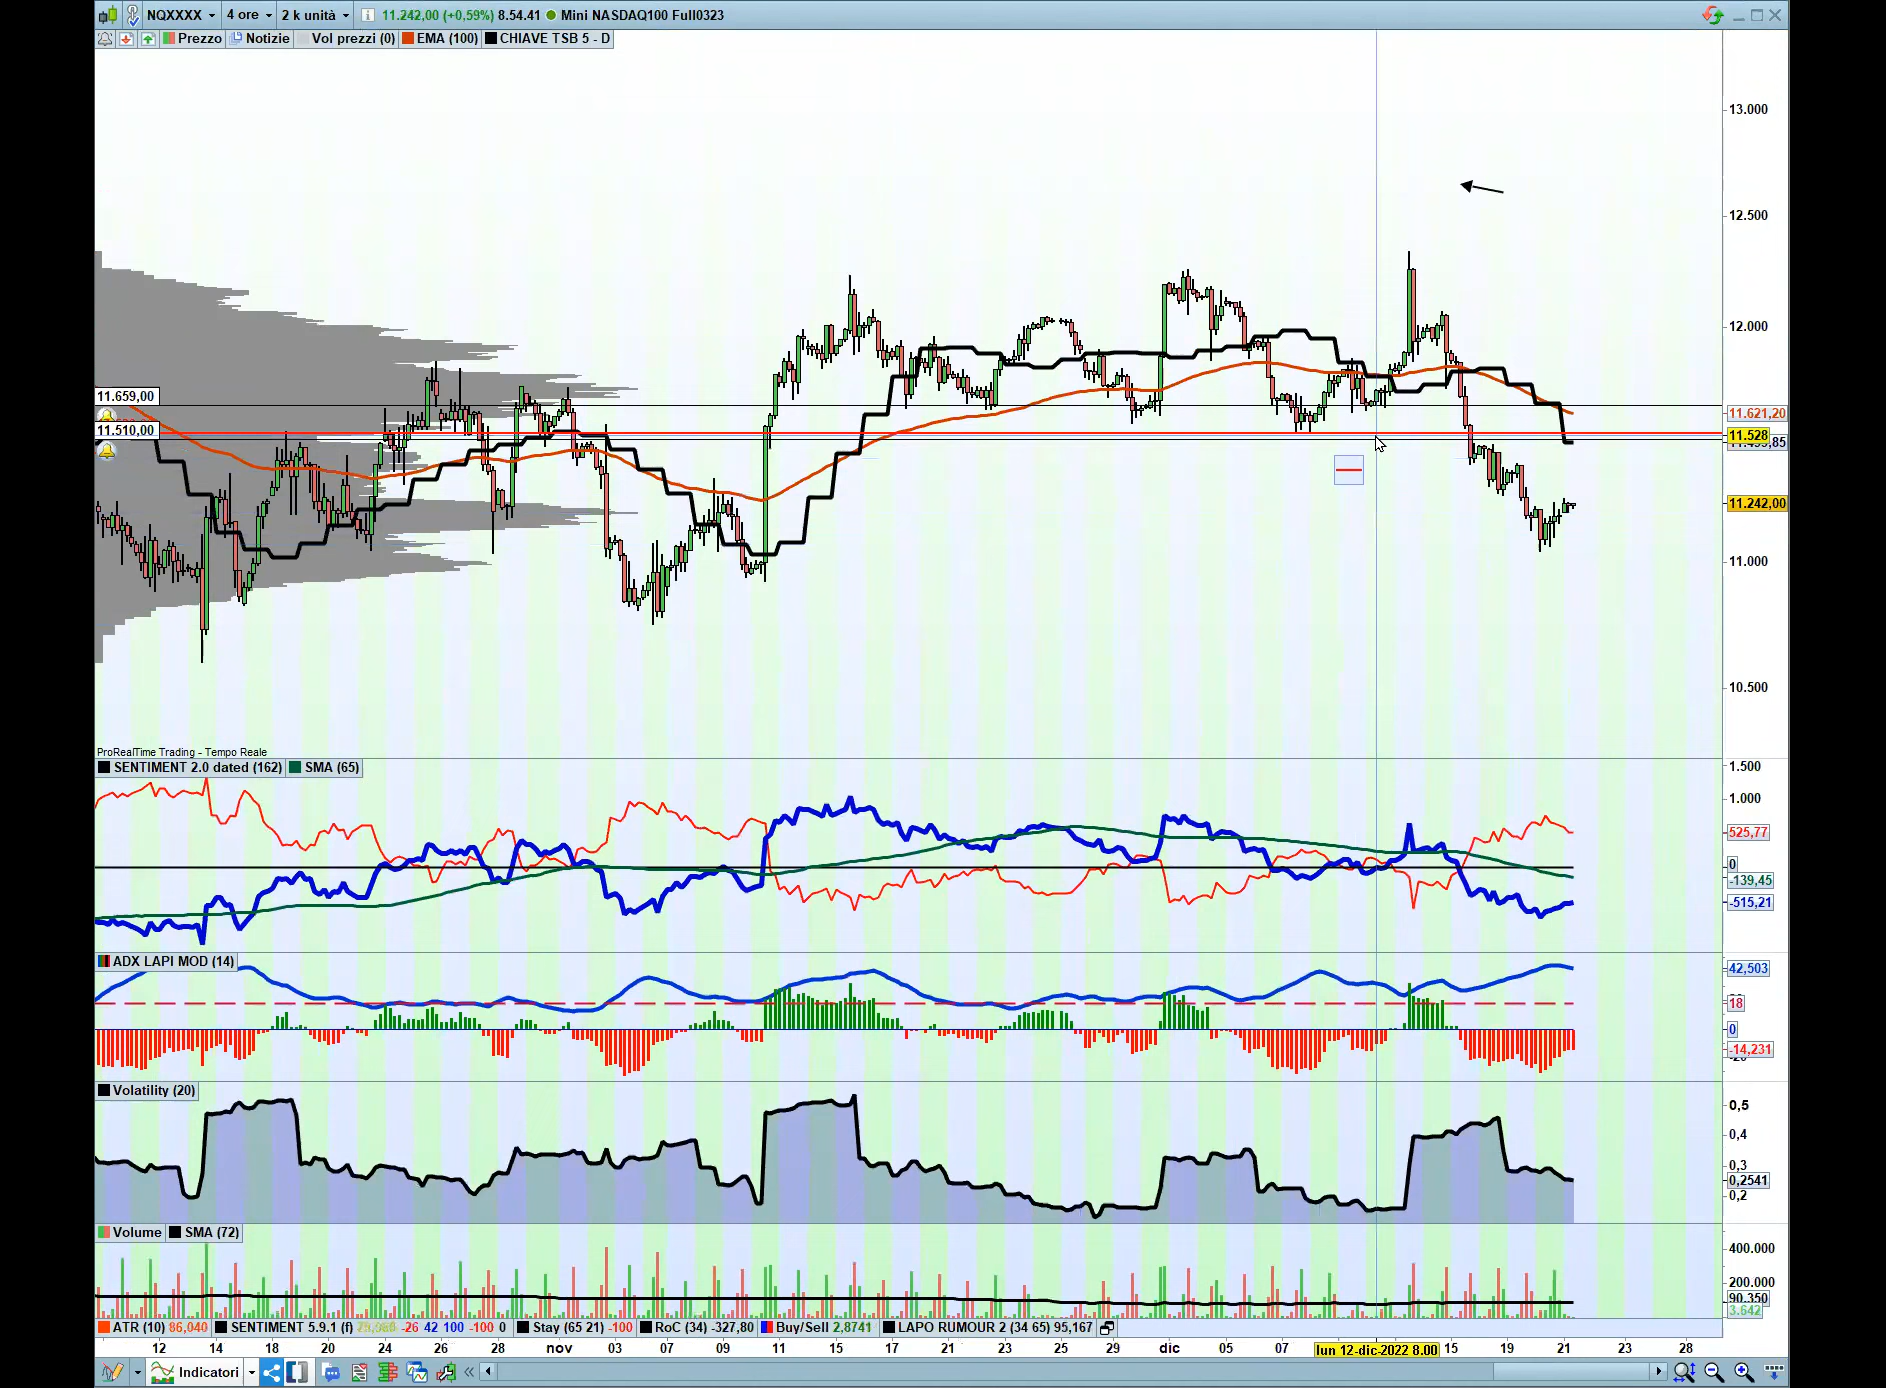 NQXXXX 4 ore 2 k unità 11.242,00 (+0,59%) 8.54.41 Mini NASDAQ100 Full0323
Prezzo Notizie Vol prezzi (0) EMA (100) CHIAVE TSB 5 - D
13.000
12.500
12.000
11.659,00
11.621,20
11.510,00
11.528
11.242,00
11.000
10.500
ProRealTime Trading - Tempo Reale
SENTIMENT 2.0 dated (162) SMA (65)
1.500
1.000
525,77
0
-139,45
-515,21
ADX LAPI MOD (14)
42,503
18
0
-14,231
Volatility (20)
0,5
0,4
0,3
0,2541
0,2
Volume SMA (72)
400.000
200.000
90.350
3.642
ATR (10) 86,040 SENTIMENT 5.9.1 (f) -26 42 100 -100 0 Stay (65 21) -100 RoC (34) -327,80 Buy/Sell 2,8741 LAPO RUMOUR 2 (34 65) 95,167
12 14 18 20 24 26 28 nov 03 07 09 11 15 17 21 23 25 29 dic 05 07 lun 12-dic-2022 8.00 15 19 21 23 28
Indicatori